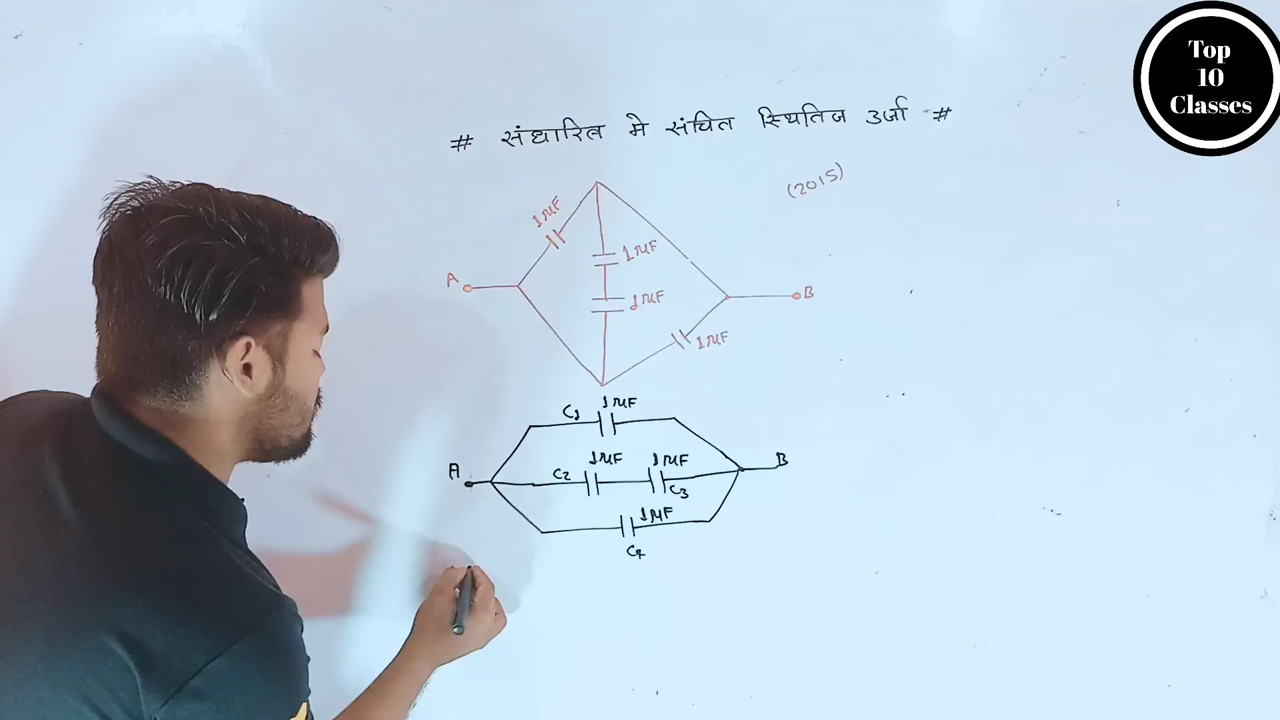 Top
10
Classes
# संधारित्र मे संचित स्थितिज उर्जा #
(2015)
1μF
A
1μF
1μF
B
1μF
1μF
C1
A
1μF
1μF
B
C2
C3
1μF
C4